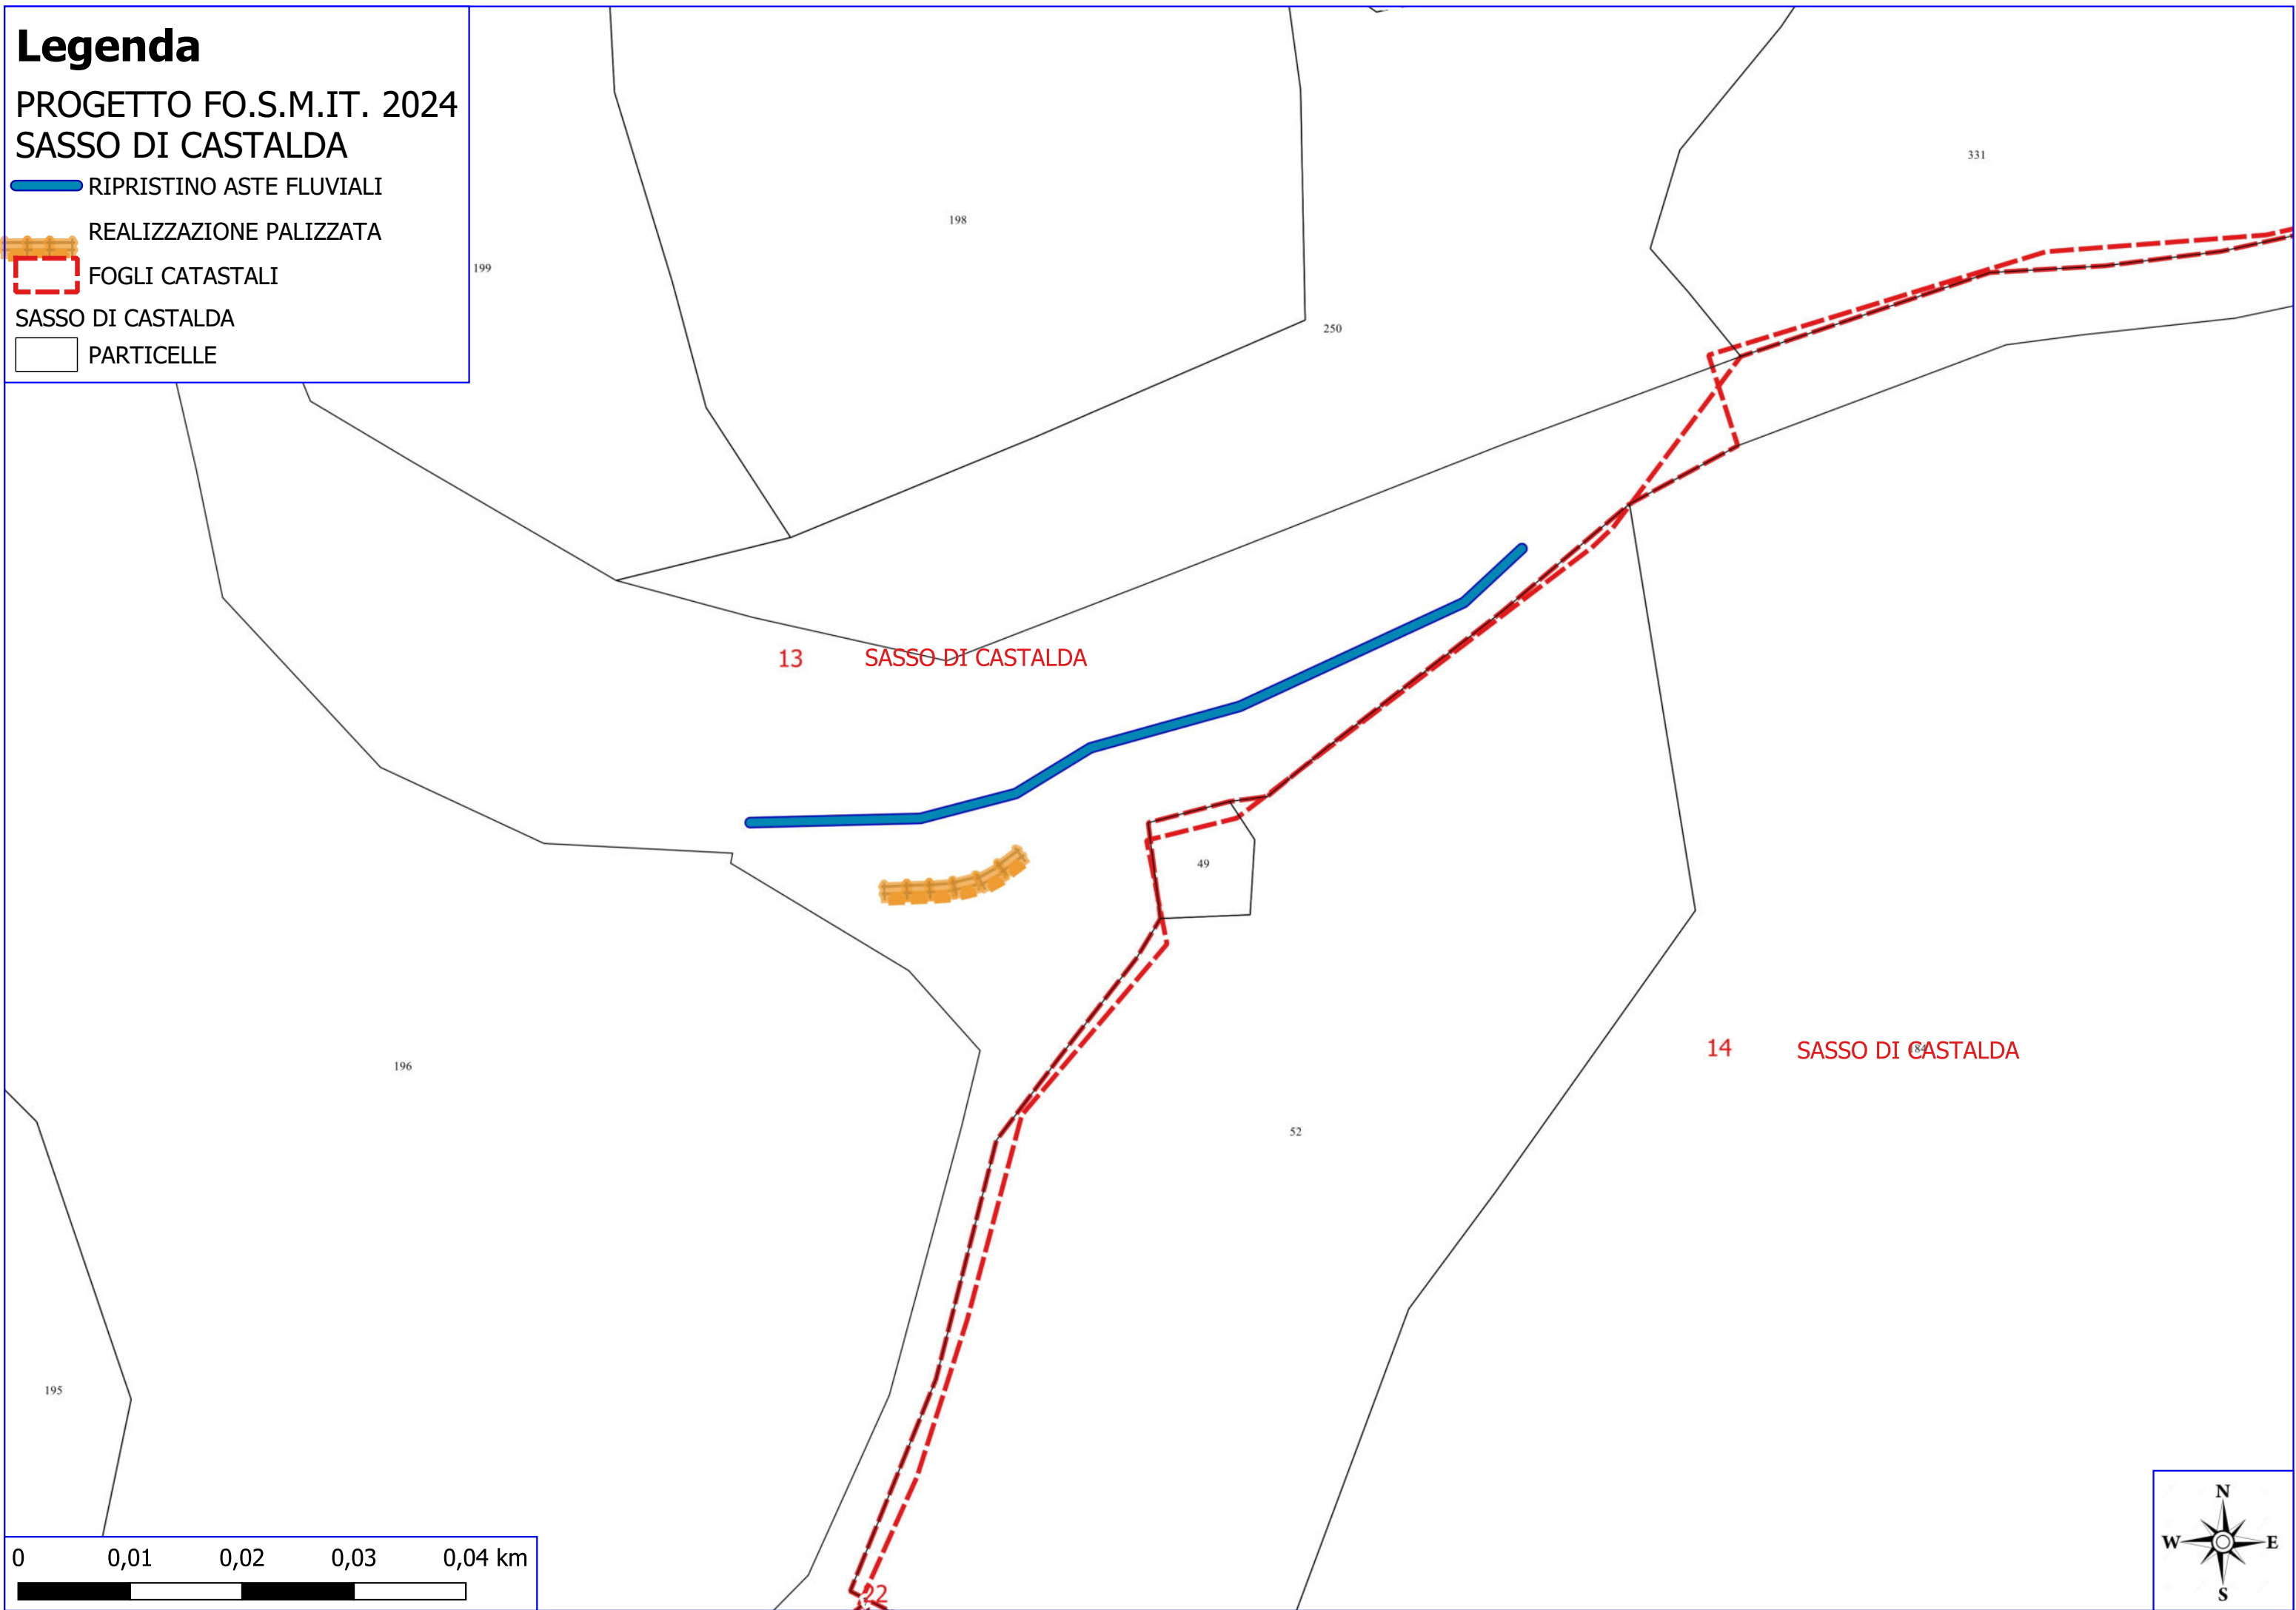 Legenda
PROGETTO FO.S.M.IT. 2024
SASSO DI CASTALDA
RIPRISTINO ASTE FLUVIALI
REALIZZAZIONE PALIZZATA
FOGLI CATASTALI
SASSO DI CASTALDA
PARTICELLE
331
198
199
250
13 SASSO DI CASTALDA
49
14 SASSO DI CASTALDA
184
196
52
195
22
0 0,01 0,02 0,03 0,04 km
N
W E
S